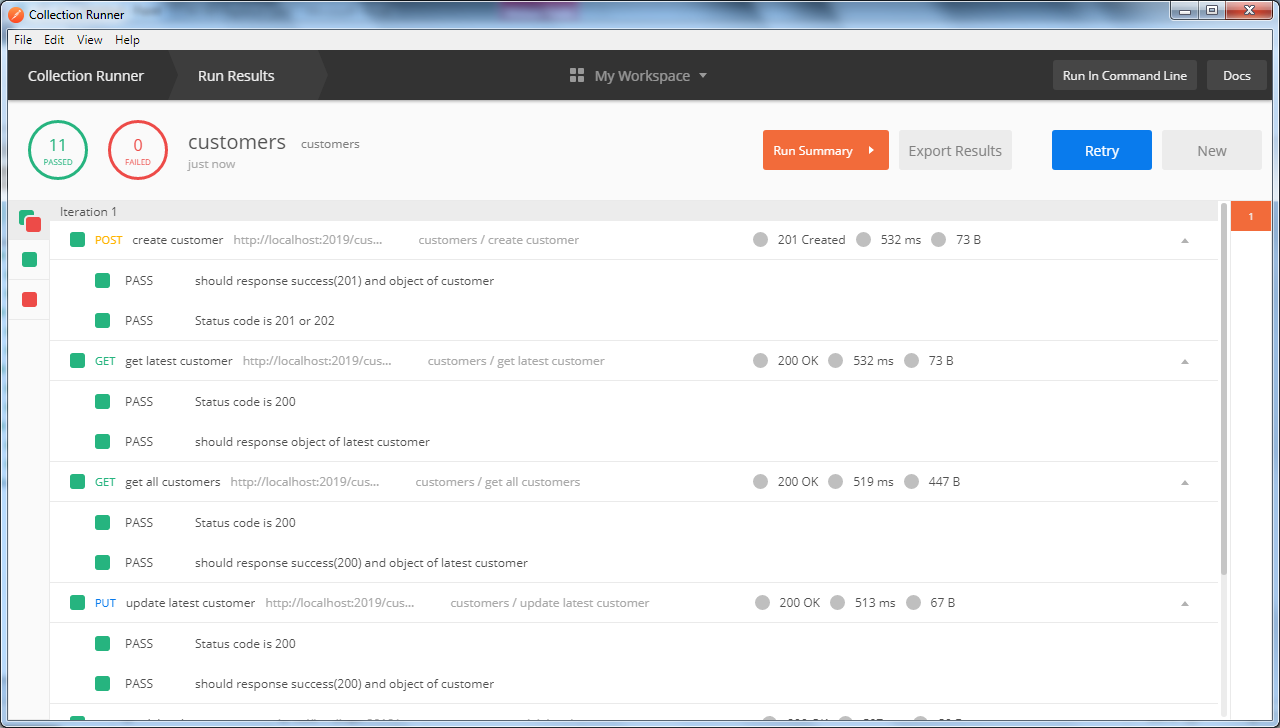 Collection Runner
File Edit View Help
Collection Runner Run Results My Workspace Run In Command Line Docs
11 PASSED 0 FAILED customers customers just now Run Summary Export Results Retry New
Iteration 1 1
POST create customer http://localhost:2019/cus... customers / create customer 201 Created 532 ms 73 B
PASS should response success(201) and object of customer
PASS Status code is 201 or 202
GET get latest customer http://localhost:2019/cus... customers / get latest customer 200 OK 532 ms 73 B
PASS Status code is 200
PASS should response object of latest customer
GET get all customers http://localhost:2019/cus... customers / get all customers 200 OK 519 ms 447 B
PASS Status code is 200
PASS should response success(200) and object of latest customer
PUT update latest customer http://localhost:2019/cus... customers / update latest customer 200 OK 513 ms 67 B
PASS Status code is 200
PASS should response success(200) and object of customer